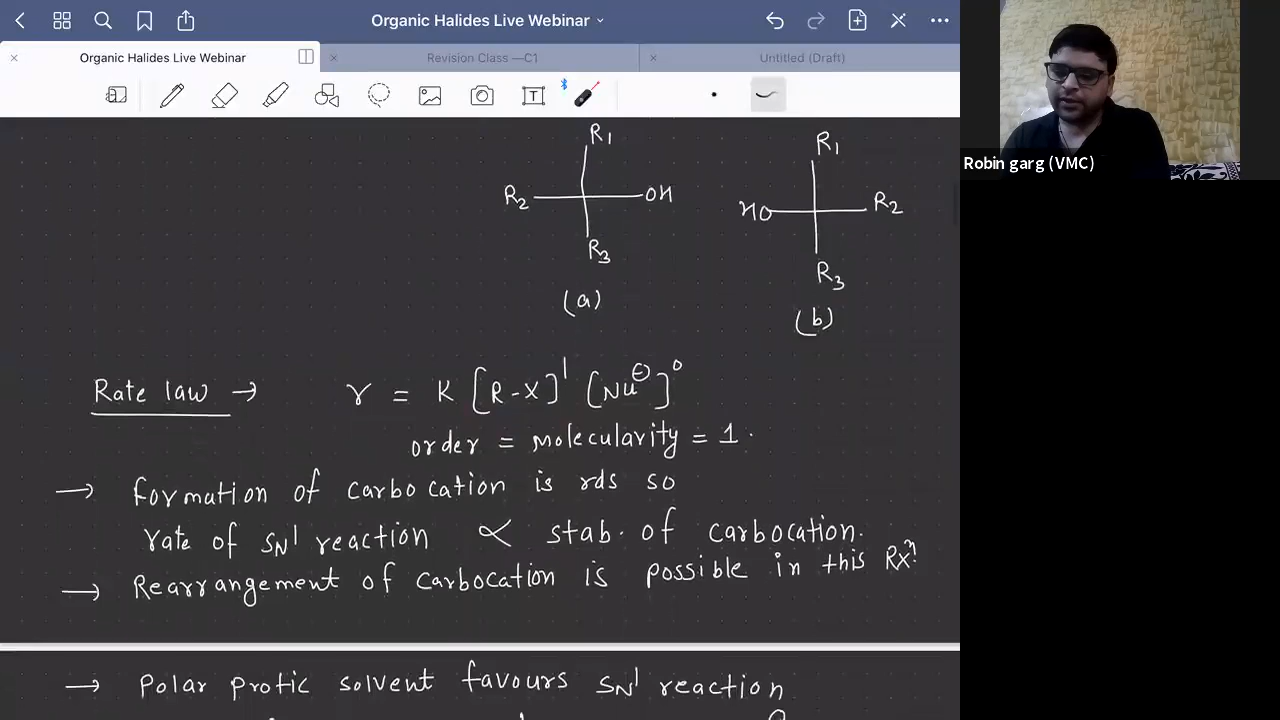 Organic Halides Live Webinar
Organic Halides Live Webinar
Revision Class —C1
Untitled (Draft)
T
Robin garg (VMC)
R1
R2 OH
R3
(a)
R1
HO R2
R3
(b)
Rate law → r = K [R-X]¹ [Nu⊖]⁰
order = molecularity = 1.
→ Formation of carbocation is rds so
rate of SN¹ reaction ∝ stab. of carbocation.
→ Rearrangement of carbocation is possible in this Rxⁿ.
→ Polar protic solvent favours SN¹ reaction